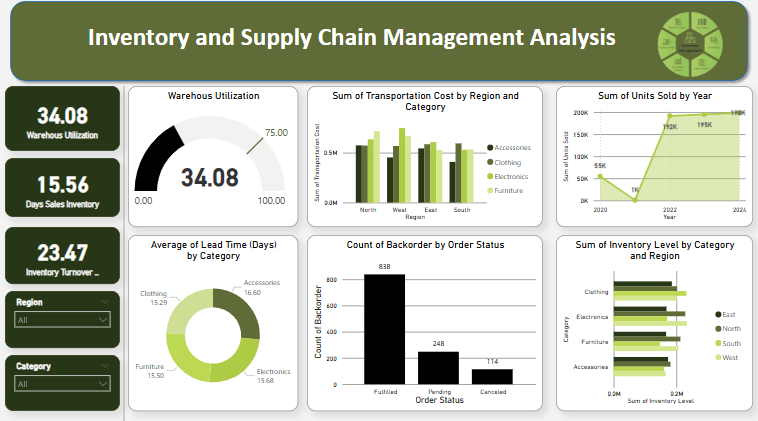 Inventory and Supply Chain Management Analysis
34.08
Warehous Utilization
15.56
Days Sales Inventory
23.47
Inventory Turnover ...
Region
All
Category
All
Warehous Utilization
75.00
34.08
0.00
100.00
Sum of Transportation Cost by Region and
Category
Sum of Transportation Cost
0.5M
0.0M
North
West
East
South
Region
Accessories
Clothing
Electronics
Furniture
Sum of Units Sold by Year
Sum of Units Sold
200K
150K
100K
50K
0K
55K
1K
192K
195K
198K
2020
2022
2024
Year
Average of Lead Time (Days)
by Category
Accessories
16.60
Clothing
15.29
Furniture
15.50
Electronics
15.68
Count of Backorder by Order Status
Count of Backorder
800
600
400
200
0
838
248
114
Fulfilled
Pending
Canceled
Order Status
Sum of Inventory Level by Category
and Region
Category
Clothing
Electronics
Furniture
Accessories
0.0M
0.2M
Sum of Inventory Level
East
North
South
West